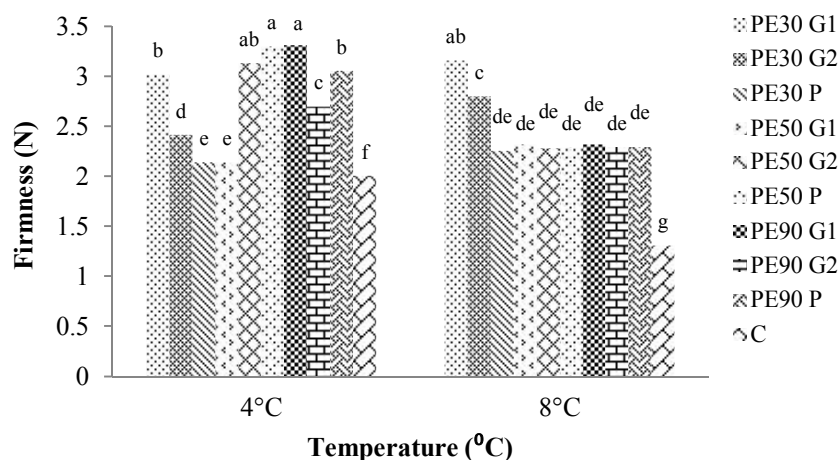 3.5
3
2.5
2
1.5
1
0.5
0
Firmness (N)
b
d
e
e
ab
a
a
c
b
f
ab
c
de
de
de
de
de
de
de
g
4°C
8°C
Temperature (⁰C)
PE30 G1
PE30 G2
PE30 P
PE50 G1
PE50 G2
PE50 P
PE90 G1
PE90 G2
PE90 P
C